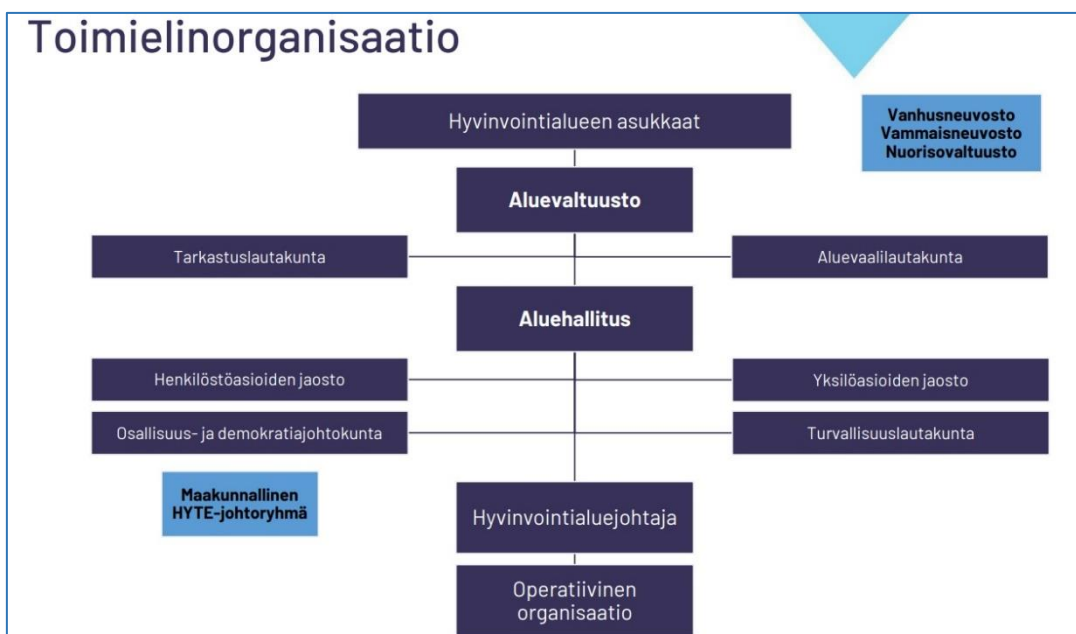 Toimielinorganisaatio
Hyvinvointialueen asukkaat
Vanhusneuvosto
Vammaisneuvosto
Nuorisovaltuusto
Aluevaltuusto
Tarkastuslautakunta
Aluevaalilautakunta
Aluehallitus
Henkilöstöasioiden jaosto
Yksilöasioiden jaosto
Osallisuus- ja demokratiajohtokunta
Turvallisuuslautakunta
Maakunnallinen
HYTE-johtoryhmä
Hyvinvointialuejohtaja
Operatiivinen
organisaatio